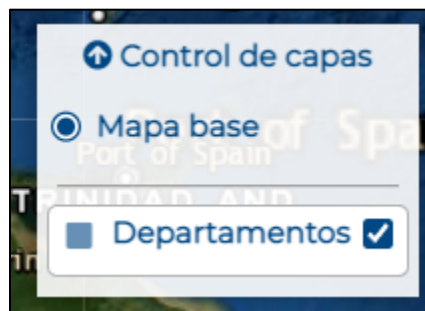 Control de capas
Mapa base
Port of Spain
TRINIDAD AND
Departamentos